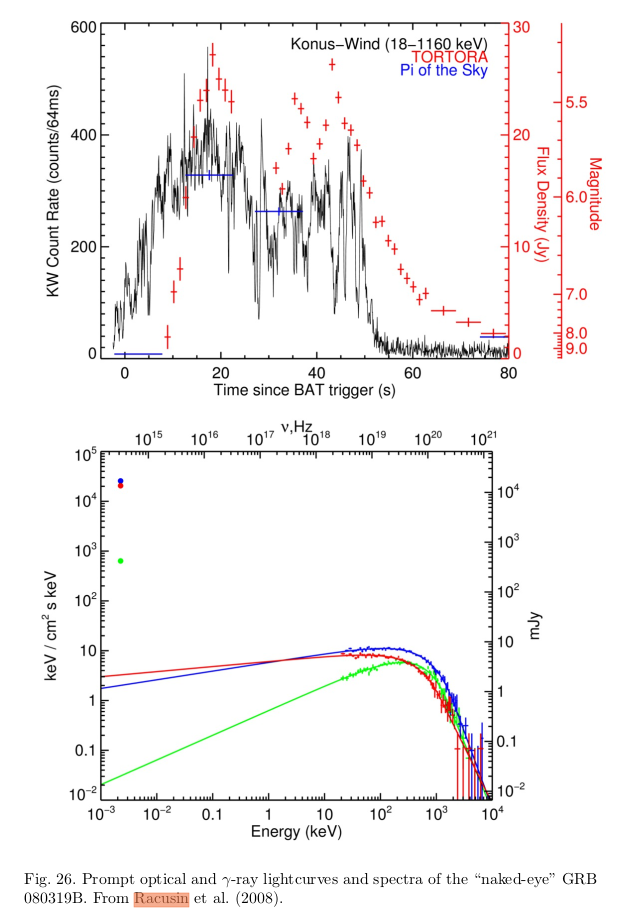 Konus−Wind (18−1160 keV)
TORTORA
Pi of the Sky
600
400
200
0
KW Count Rate (counts/64ms)
0 20 40 60 80
Time since BAT trigger (s)
30
20
10
0
Flux Density (Jy)
5.5
6.0
7.0
8.0
9.0
Magnitude
ν,Hz
10^15 10^16 10^17 10^18 10^19 10^20 10^21
10^5
10^4
10^3
10^2
10
1
0.1
10^−2
keV / cm^2 s keV
10^4
10^3
10^2
10
1
0.1
10^−2
mJy
10^−3 10^−2 0.1 1 10 10^2 10^3 10^4
Energy (keV)
Fig. 26. Prompt optical and γ-ray lightcurves and spectra of the “naked-eye” GRB
080319B. From Racusin et al. (2008).